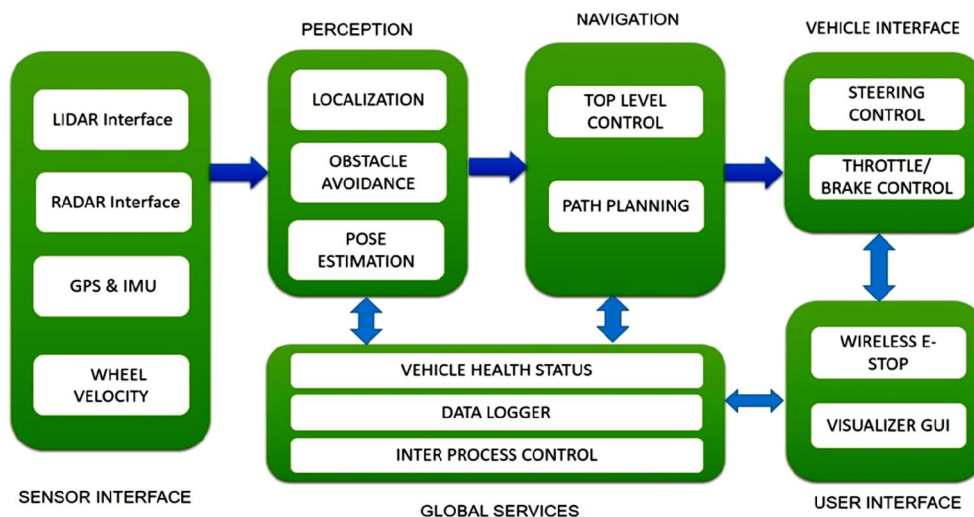 PERCEPTION
NAVIGATION
VEHICLE INTERFACE
LIDAR Interface
RADAR Interface
GPS & IMU
WHEEL
VELOCITY
SENSOR INTERFACE
LOCALIZATION
OBSTACLE
AVOIDANCE
POSE
ESTIMATION
TOP LEVEL
CONTROL
PATH PLANNING
STEERING
CONTROL
THROTTLE/
BRAKE CONTROL
VEHICLE HEALTH STATUS
DATA LOGGER
INTER PROCESS CONTROL
GLOBAL SERVICES
WIRELESS E-
STOP
VISUALIZER GUI
USER INTERFACE